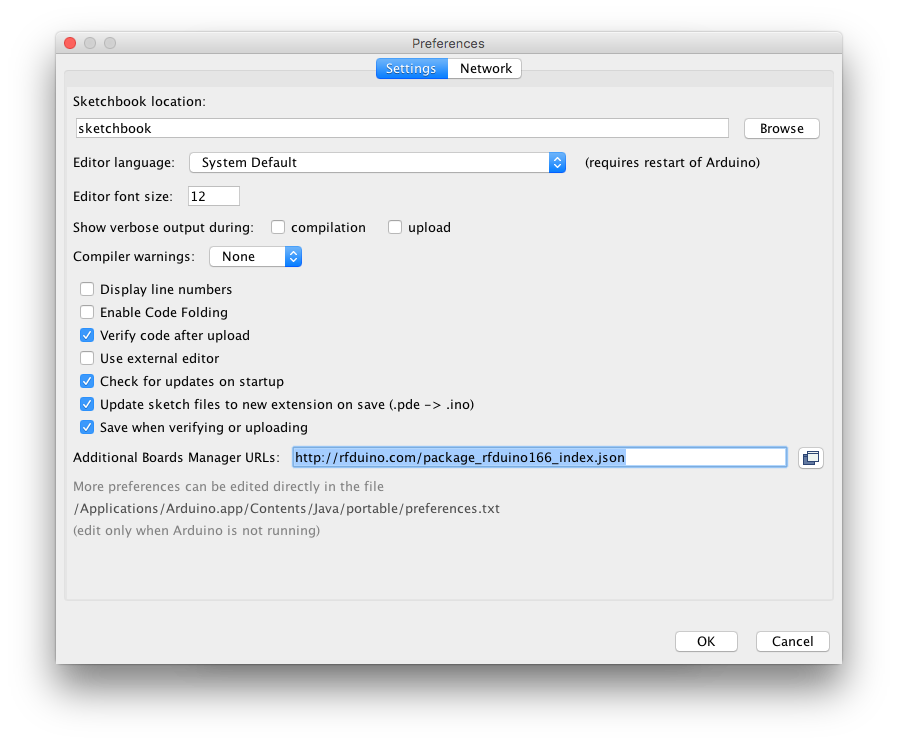 Preferences
Settings Network
Sketchbook location:
sketchbook Browse
Editor language: System Default (requires restart of Arduino)
Editor font size: 12
Show verbose output during: compilation upload
Compiler warnings: None
Display line numbers
Enable Code Folding
Verify code after upload
Use external editor
Check for updates on startup
Update sketch files to new extension on save (.pde -> .ino)
Save when verifying or uploading
Additional Boards Manager URLs: http://rfduino.com/package_rfduino166_index.json
More preferences can be edited directly in the file
/Applications/Arduino.app/Contents/Java/portable/preferences.txt
(edit only when Arduino is not running)
OK Cancel